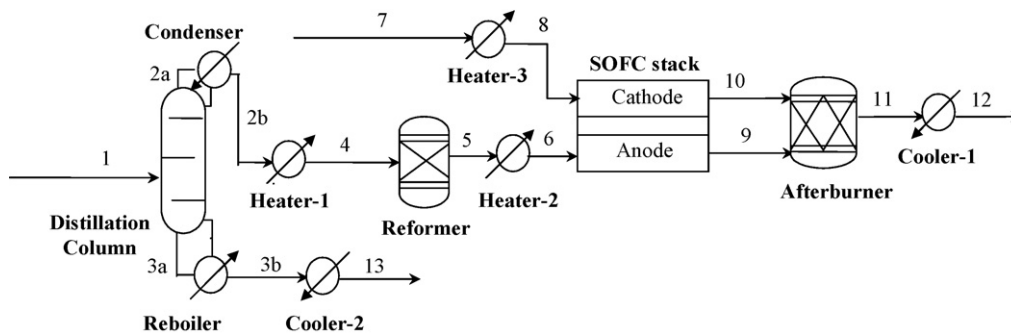 7
8
Condenser
2a
Heater-3
SOFC stack
Cathode
10
2b
11
12
1
4
5
6
Anode
9
Cooler-1
Heater-1
Heater-2
Afterburner
Reformer
Distillation
Column
3a
3b
13
Reboiler
Cooler-2